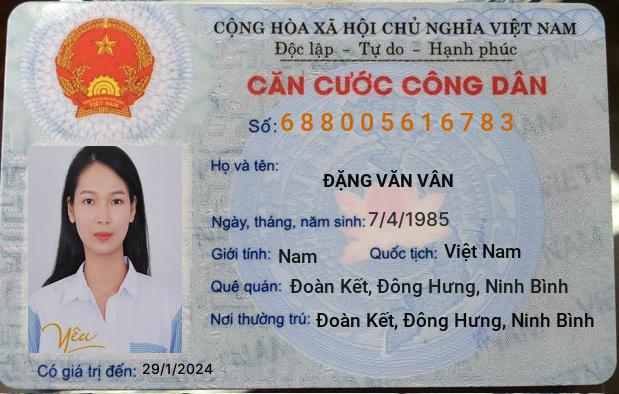 CỘNG HÒA XÃ HỘI CHỦ NGHĨA VIỆT NAM
Độc lập - Tự do - Hạnh phúc
CĂN CƯỚC CÔNG DÂN
Số: 688005616783
Họ và tên:
ĐẶNG VĂN VÂN
Ngày, tháng, năm sinh: 7/4/1985
Giới tính: Nam Quốc tịch: Việt Nam
Quê quán: Đoàn Kết, Đông Hưng, Ninh Bình
Nơi thường trú: Đoàn Kết, Đông Hưng, Ninh Bình
Yêu
Có giá trị đến: 29/1/2024
VIỆT NAM